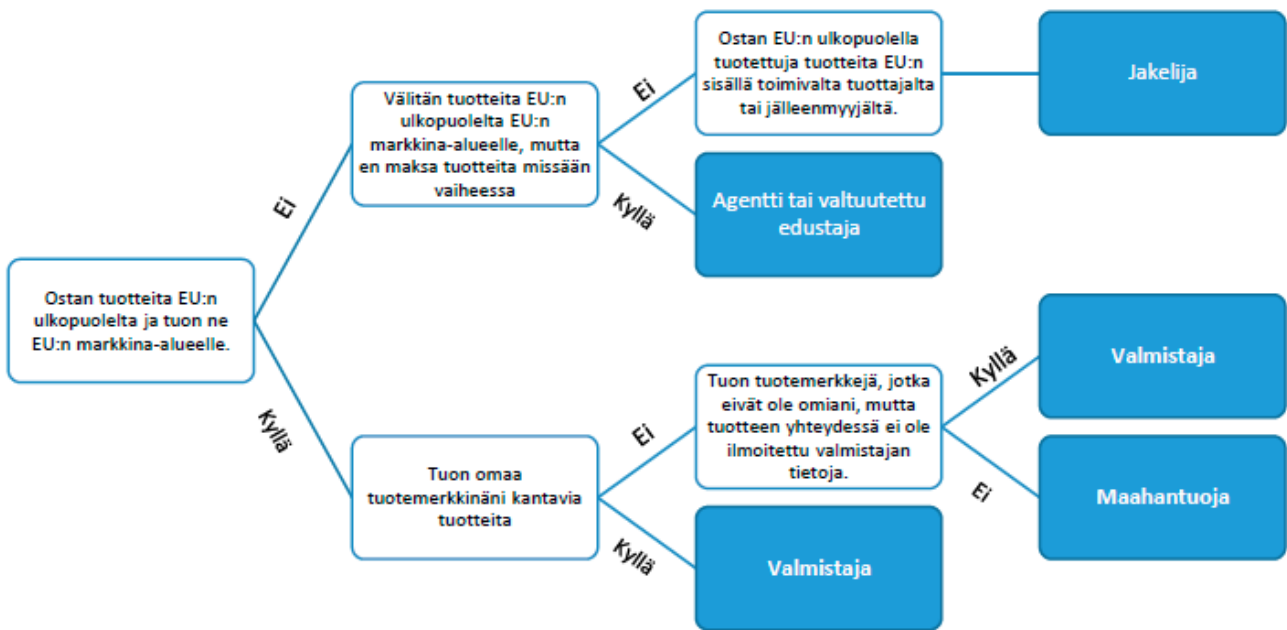 Ostan tuotteita EU:n
ulkopuolelta ja tuon ne
EU:n markkina-alueelle.
Ei
Kyllä
Välitän tuotteita EU:n
ulkopuolelta EU:n
markkina-alueelle, mutta
en maksa tuotteita missään
vaiheessa
Ei
Kyllä
Ostan EU:n ulkopuolella
tuotettuja tuotteita EU:n
sisällä toimivalta tuottajalta
tai jälleenmyyjältä.
Jakelija
Agentti tai valtuutettu
edustaja
Tuon omaa
tuotemerkkinäni kantavia
tuotteita
Ei
Kyllä
Tuon tuotemerkkejä, jotka
eivät ole omiani, mutta
tuotteen yhteydessä ei ole
ilmoitettu valmistajan
tietoja.
Kyllä
Ei
Valmistaja
Maahantuoja
Valmistaja